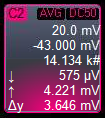 C2 AVG DC50
20.0 mV
-43.000 mV
14.134 k#
↓ 575 µV
↑ 4.221 mV
Δy 3.646 mV